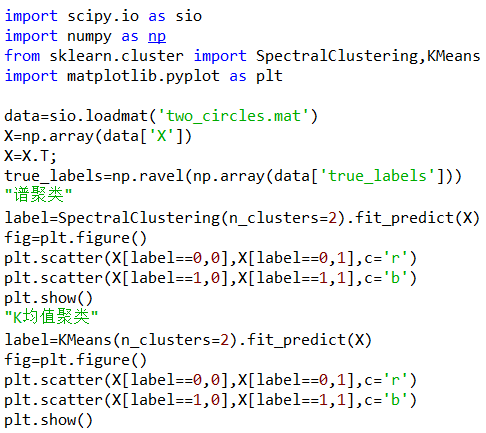 import scipy.io as sio
import numpy as np
from sklearn.cluster import SpectralClustering,KMeans
import matplotlib.pyplot as plt
data=sio.loadmat('two_circles.mat')
X=np.array(data['X'])
X=X.T;
true_labels=np.ravel(np.array(data['true_labels']))
"谱聚类"
label=SpectralClustering(n_clusters=2).fit_predict(X)
fig=plt.figure()
plt.scatter(X[label==0,0],X[label==0,1],c='r')
plt.scatter(X[label==1,0],X[label==1,1],c='b')
plt.show()
"K均值聚类"
label=KMeans(n_clusters=2).fit_predict(X)
fig=plt.figure()
plt.scatter(X[label==0,0],X[label==0,1],c='r')
plt.scatter(X[label==1,0],X[label==1,1],c='b')
plt.show()